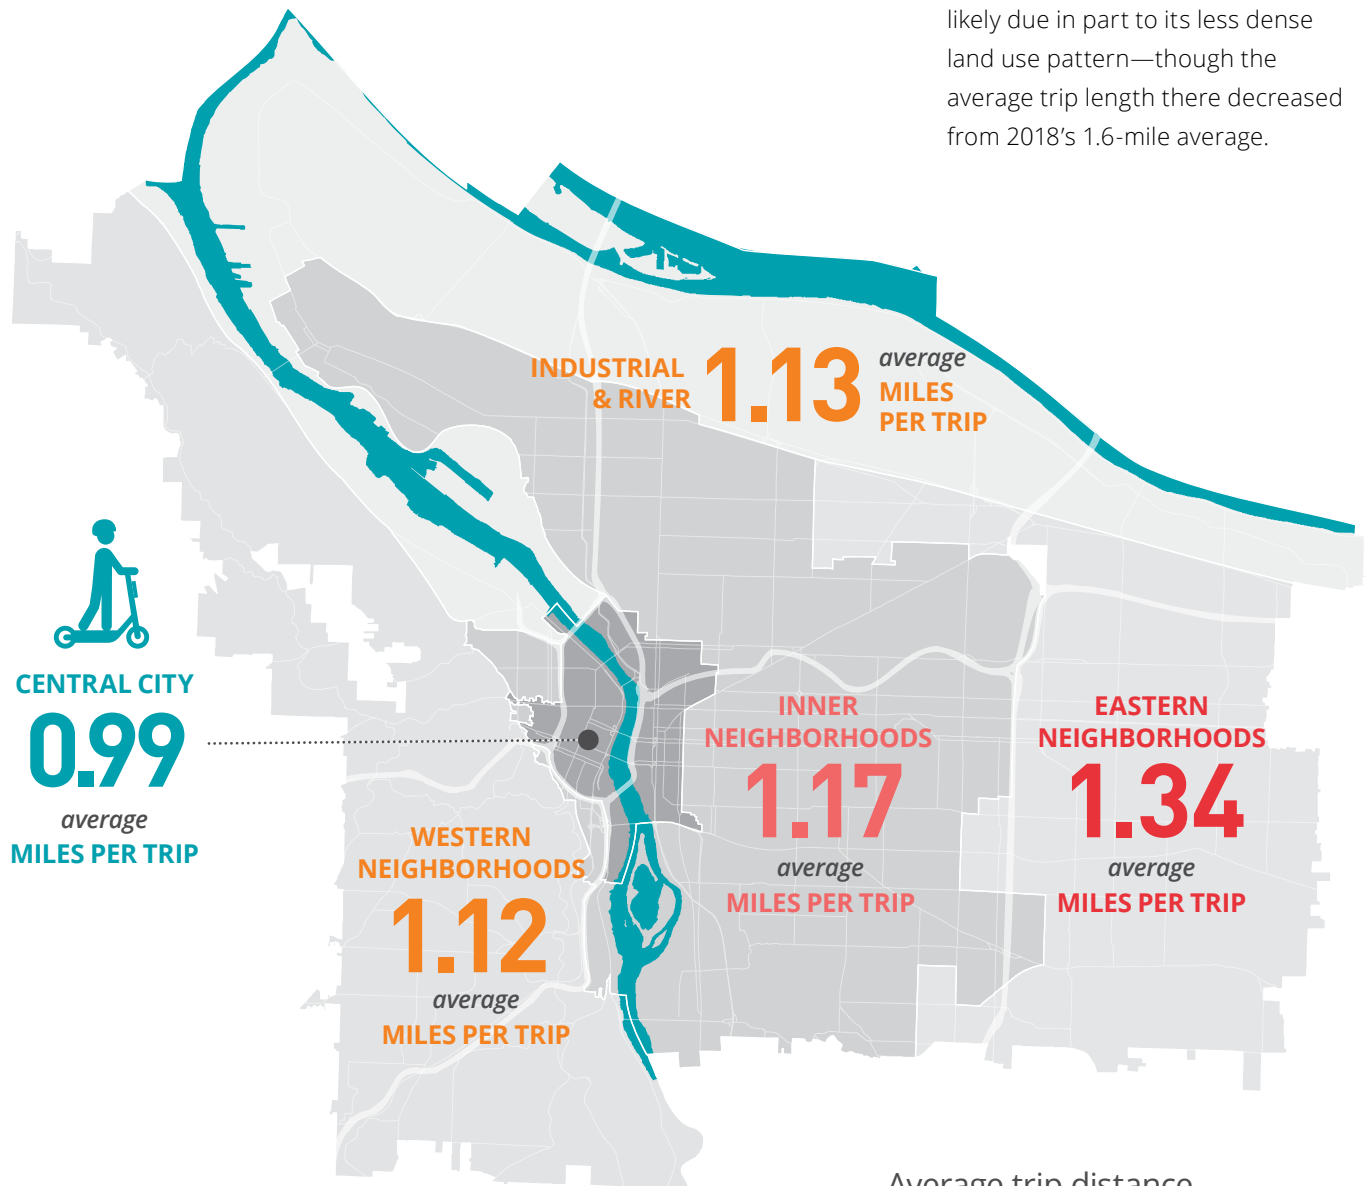 likely due in part to its less dense
land use pattern—though the
average trip length there decreased
from 2018’s 1.6-mile average.
INDUSTRIAL
& RIVER
1.13
average
MILES
PER TRIP
CENTRAL CITY
0.99
average
MILES PER TRIP
WESTERN
NEIGHBORHOODS
1.12
average
MILES PER TRIP
INNER
NEIGHBORHOODS
1.17
average
MILES PER TRIP
EASTERN
NEIGHBORHOODS
1.34
average
MILES PER TRIP
Average trip distance